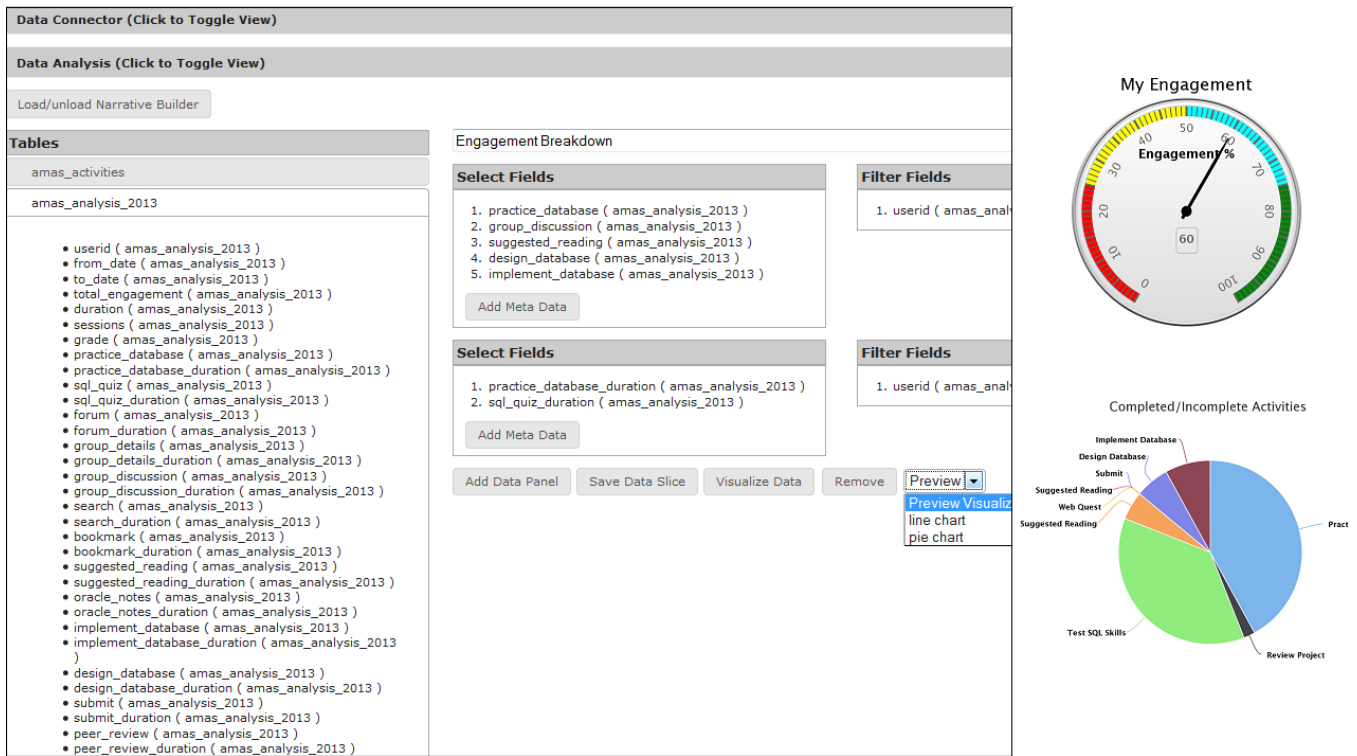 Data Connector (Click to Toggle View)
Data Analysis (Click to Toggle View)
Load/unload Narrative Builder
Tables
amas_activities
amas_analysis_2013
userid ( amas_analysis_2013 )
from_date ( amas_analysis_2013 )
to_date ( amas_analysis_2013 )
total_engagement ( amas_analysis_2013 )
duration ( amas_analysis_2013 )
sessions ( amas_analysis_2013 )
grade ( amas_analysis_2013 )
practice_database ( amas_analysis_2013 )
practice_database_duration ( amas_analysis_2013 )
sql_quiz ( amas_analysis_2013 )
sql_quiz_duration ( amas_analysis_2013 )
forum ( amas_analysis_2013 )
forum_duration ( amas_analysis_2013 )
group_details ( amas_analysis_2013 )
group_details_duration ( amas_analysis_2013 )
group_discussion ( amas_analysis_2013 )
group_discussion_duration ( amas_analysis_2013 )
search ( amas_analysis_2013 )
search_duration ( amas_analysis_2013 )
bookmark ( amas_analysis_2013 )
bookmark_duration ( amas_analysis_2013 )
suggested_reading ( amas_analysis_2013 )
suggested_reading_duration ( amas_analysis_2013 )
oracle_notes ( amas_analysis_2013 )
oracle_notes_duration ( amas_analysis_2013 )
implement_database ( amas_analysis_2013 )
implement_database_duration ( amas_analysis_2013
)
design_database ( amas_analysis_2013 )
design_database_duration ( amas_analysis_2013 )
submit ( amas_analysis_2013 )
submit_duration ( amas_analysis_2013 )
peer_review ( amas_analysis_2013 )
peer_review_duration ( amas_analysis_2013 )
Engagement Breakdown
Select Fields
1. practice_database ( amas_analysis_2013 )
2. group_discussion ( amas_analysis_2013 )
3. suggested_reading ( amas_analysis_2013 )
4. design_database ( amas_analysis_2013 )
5. implement_database ( amas_analysis_2013 )
Add Meta Data
Filter Fields
1. userid ( amas_anal
Select Fields
1. practice_database_duration ( amas_analysis_2013 )
2. sql_quiz_duration ( amas_analysis_2013 )
Add Meta Data
Filter Fields
1. userid ( amas_anal
Add Data Panel
Save Data Slice
Visualize Data
Remove
Preview
Preview Visualiz
line chart
pie chart
My Engagement
0
10
20
30
40
50
60
70
80
90
100
Engagement %
60
Completed/Incomplete Activities
Implement Database
Design Database
Submit
Suggested Reading
Web Quest
Suggested Reading
Pract
Test SQL Skills
Review Project